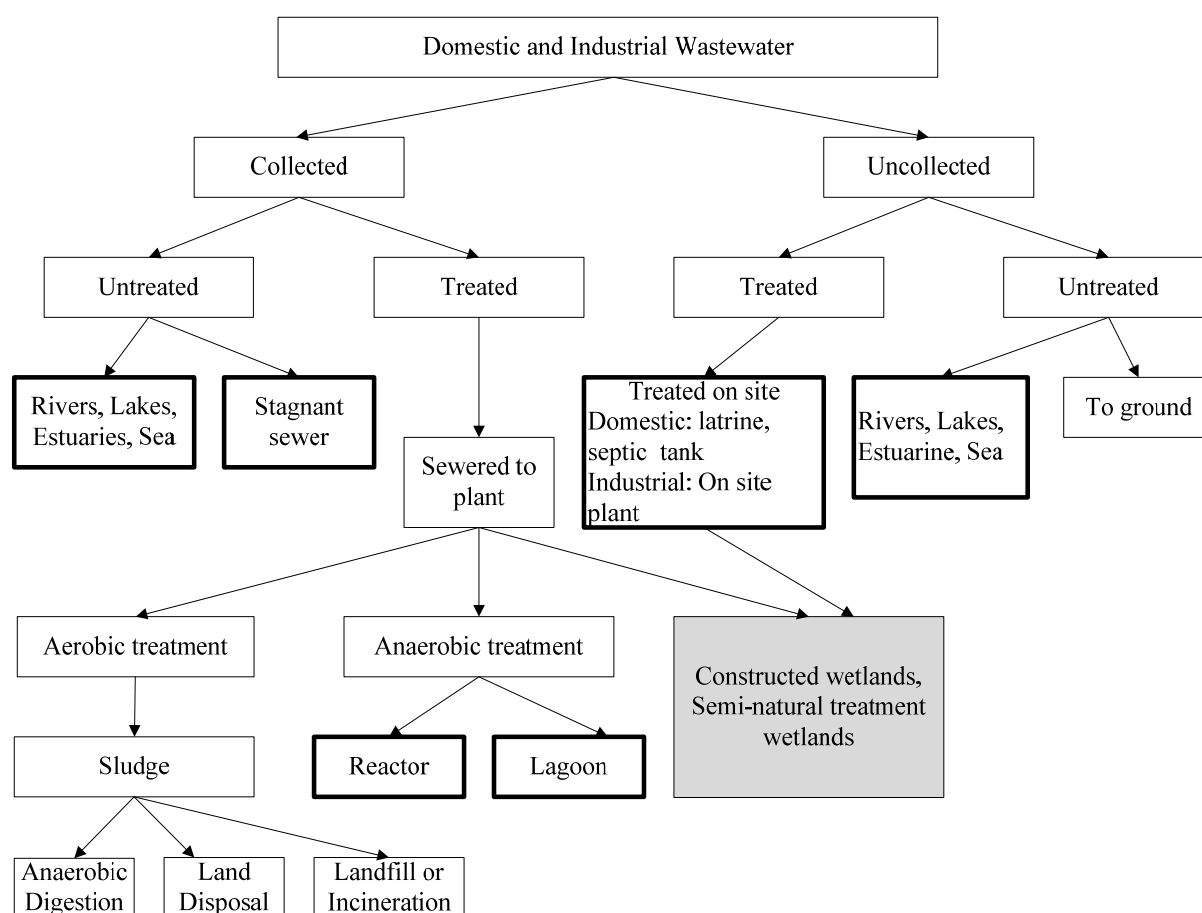 Domestic and Industrial Wastewater
Collected
Uncollected
Untreated
Treated
Treated
Untreated
Rivers, Lakes,
Estuaries, Sea
Stagnant
sewer
Sewered to
plant
Treated on site
Domestic: latrine,
septic tank
Industrial: On site
plant
Rivers, Lakes,
Estuarine, Sea
To ground
Aerobic treatment
Anaerobic treatment
Constructed wetlands,
Semi-natural treatment
wetlands
Sludge
Reactor
Lagoon
Anaerobic
Digestion
Land
Disposal
Landfill or
Incineration